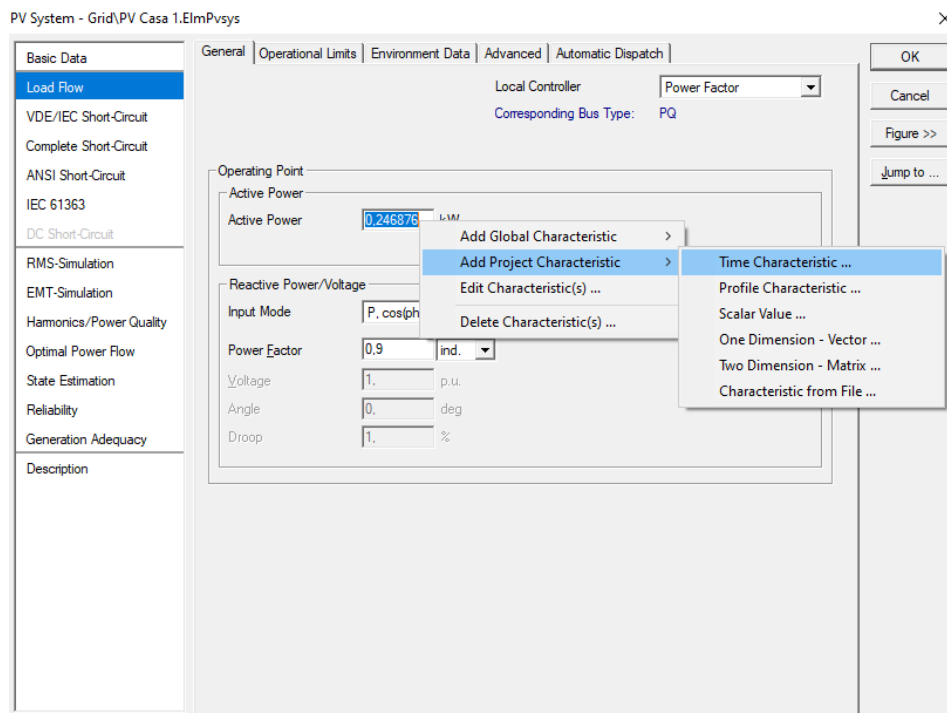 PV System - Grid\PV Casa 1.ElmPvsys
Basic Data
Load Flow
VDE/IEC Short-Circuit
Complete Short-Circuit
ANSI Short-Circuit
IEC 61363
DC Short-Circuit
RMS-Simulation
EMT-Simulation
Harmonics/Power Quality
Optimal Power Flow
State Estimation
Reliability
Generation Adequacy
Description
General Operational Limits Environment Data Advanced Automatic Dispatch
Local Controller Power Factor
Corresponding Bus Type: PQ
Operating Point
Active Power
Active Power 0,246876 kW
Reactive Power/Voltage
Input Mode P, cos(ph
Power Factor 0,9 ind.
Voltage 1, p.u.
Angle 0, deg
Droop 1, %
Add Global Characteristic
Add Project Characteristic
Edit Characteristic(s) ...
Delete Characteristic(s) ...
Time Characteristic ...
Profile Characteristic ...
Scalar Value ...
One Dimension - Vector ...
Two Dimension - Matrix ...
Characteristic from File ...
OK
Cancel
Figure >>
Jump to ...